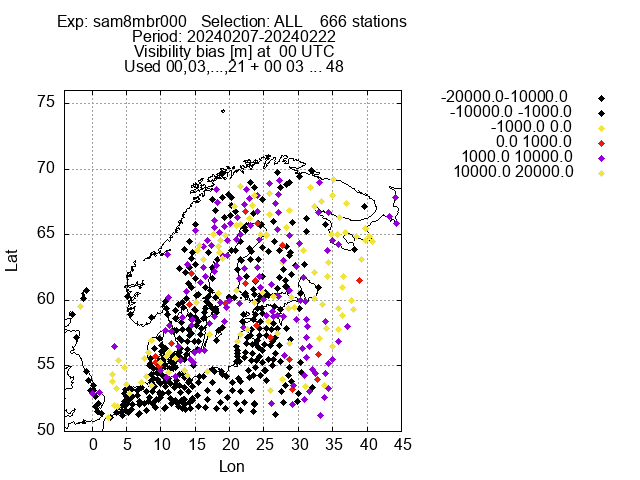 Exp: sam8mbr000   Selection: ALL    666 stations
Period: 20240207-20240222
Visibility bias [m] at  00 UTC
Used 00,03,...,21 + 00 03 ... 48
-20000.0-10000.0
-10000.0 -1000.0
-1000.0 0.0
0.0 1000.0
1000.0 10000.0
10000.0 20000.0
75
70
65
60
55
50
Lat
0 5 10 15 20 25 30 35 40 45
Lon